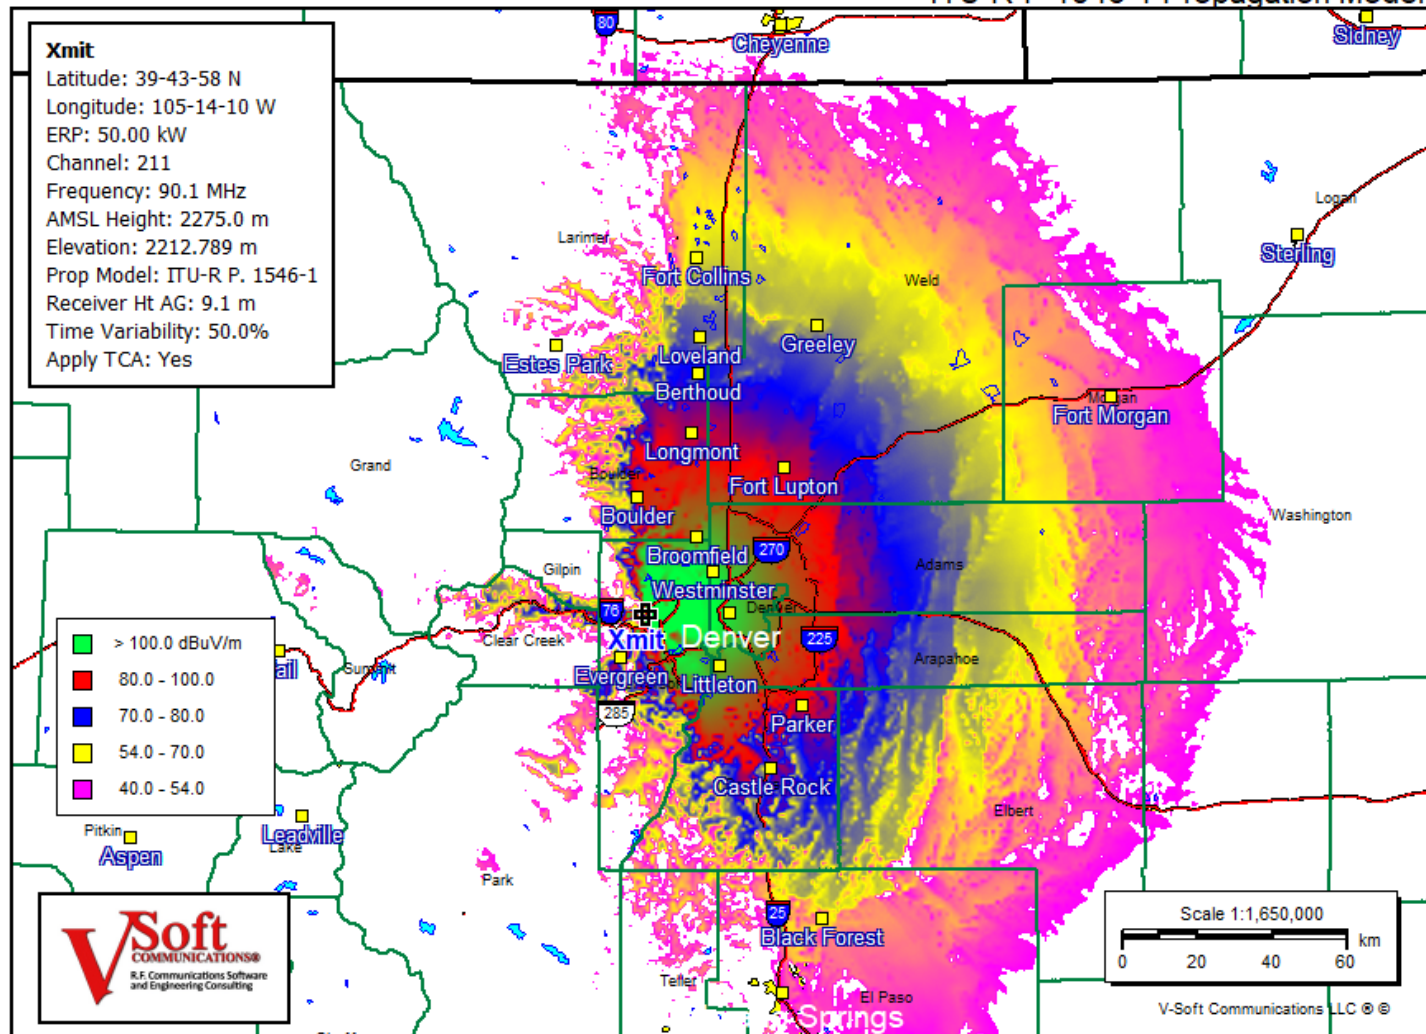 Xmit
Latitude: 39-43-58 N
Longitude: 105-14-10 W
ERP: 50.00 kW
Channel: 211
Frequency: 90.1 MHz
AMSL Height: 2275.0 m
Elevation: 2212.789 m
Prop Model: ITU-R P. 1546-1
Receiver Ht AG: 9.1 m
Time Variability: 50.0%
Apply TCA: Yes
80
Cheyenne
Sidney
Logan
Sterling
Larimer
Fort Collins
Weld
Estes Park
Loveland
Greeley
Berthoud
Morgan
Fort Morgan
Grand
Longmont
Boulder
Fort Lupton
Boulder
Washington
Broomfield
270
Gilpin
Adams
Westminster
76
Denver
Clear Creek
Xmit
Denver
225
Arapahoe
Summit
ail
Evergreen
Littleton
285
Parker
> 100.0 dBuV/m
80.0 - 100.0
70.0 - 80.0
54.0 - 70.0
40.0 - 54.0
Castle Rock
Elbert
Pitkin
Aspen
Leadville
Lake
Park
25
Black Forest
Teller
El Paso
Springs
VSoft
COMMUNICATIONS®
R.F. Communications Software
and Engineering Consulting
Scale 1:1,650,000
km
0 20 40 60
V-Soft Communications LLC ® ©